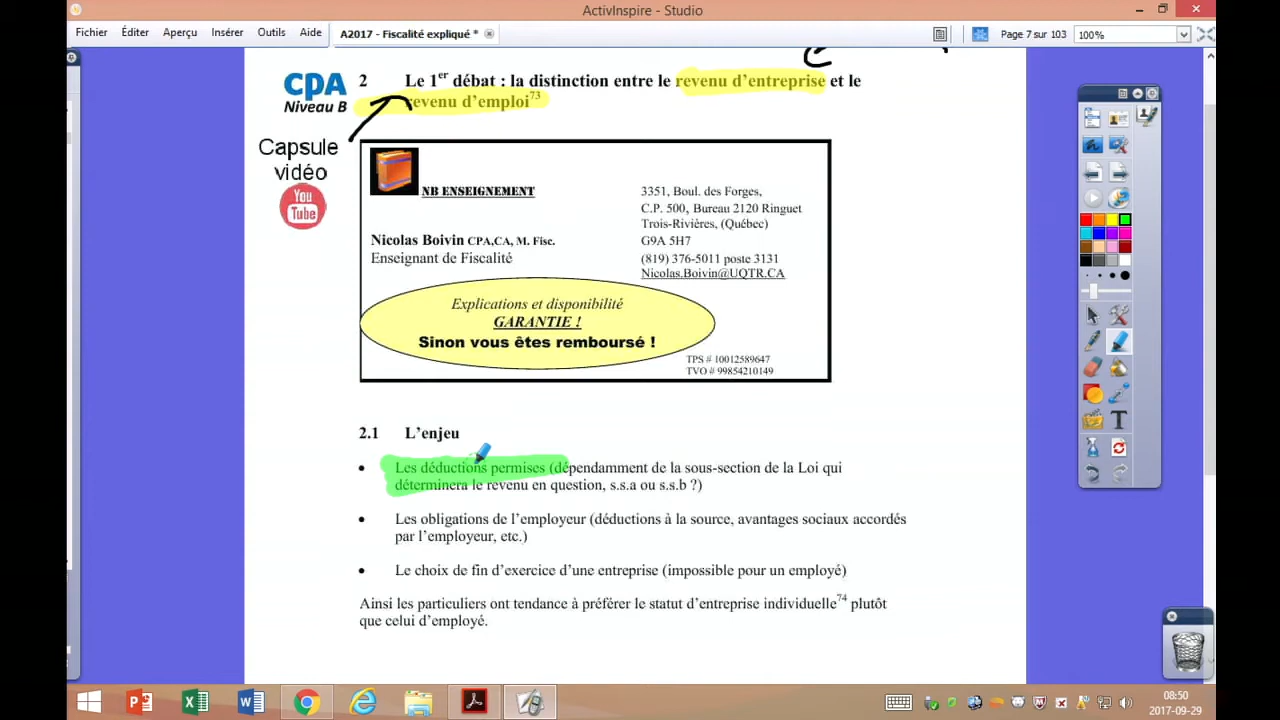 ActivInspire - Studio
Fichier Éditer Aperçu Insérer Outils Aide
A2017 - Fiscalité expliqué *
Page 7 sur 103
100%
CPA
Niveau B
2 Le 1er débat : la distinction entre le revenu d'entreprise et le
revenu d'emploi73
Capsule
vidéo
You
Tube
NB ENSEIGNEMENT
Nicolas Boivin CPA,CA, M. Fisc.
Enseignant de Fiscalité
3351, Boul. des Forges,
C.P. 500, Bureau 2120 Ringuet
Trois-Rivières, (Québec)
G9A 5H7
(819) 376-5011 poste 3131
Nicolas.Boivin@UQTR.CA
Explications et disponibilité
GARANTIE !
Sinon vous êtes remboursé !
TPS # 10012589647
TVO # 99854210149
2.1 L'enjeu
• Les déductions permises (dépendamment de la sous-section de la Loi qui
déterminera le revenu en question, s.s.a ou s.s.b ?)
• Les obligations de l'employeur (déductions à la source, avantages sociaux accordés
par l'employeur, etc.)
• Le choix de fin d'exercice d'une entreprise (impossible pour un employé)
Ainsi les particuliers ont tendance à préférer le statut d'entreprise individuelle74 plutôt
que celui d'employé.
08:50
2017-09-29